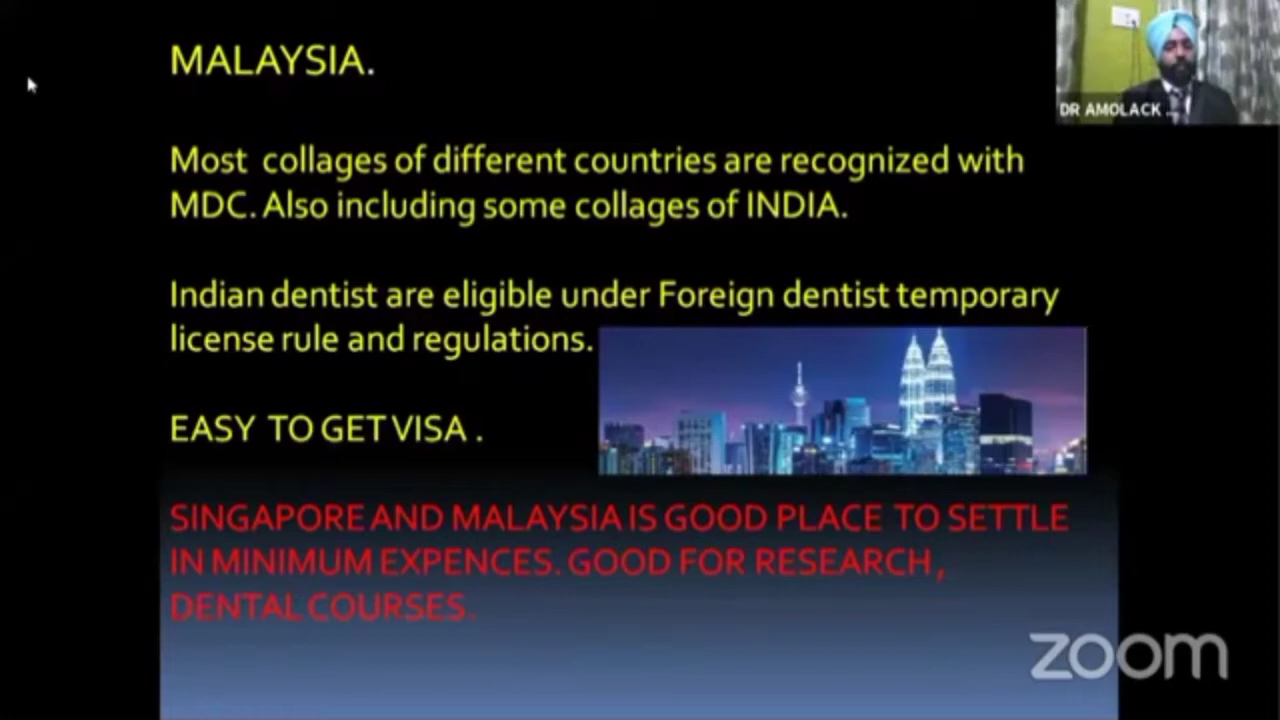 MALAYSIA.
DR AMOLACK ..
Most collages of different countries are recognized with
MDC. Also including some collages of INDIA.
Indian dentist are eligible under Foreign dentist temporary
license rule and regulations.
EASY TO GET VISA .
SINGAPORE AND MALAYSIA IS GOOD PLACE TO SETTLE
IN MINIMUM EXPENCES. GOOD FOR RESEARCH,
DENTAL COURSES.
zoom